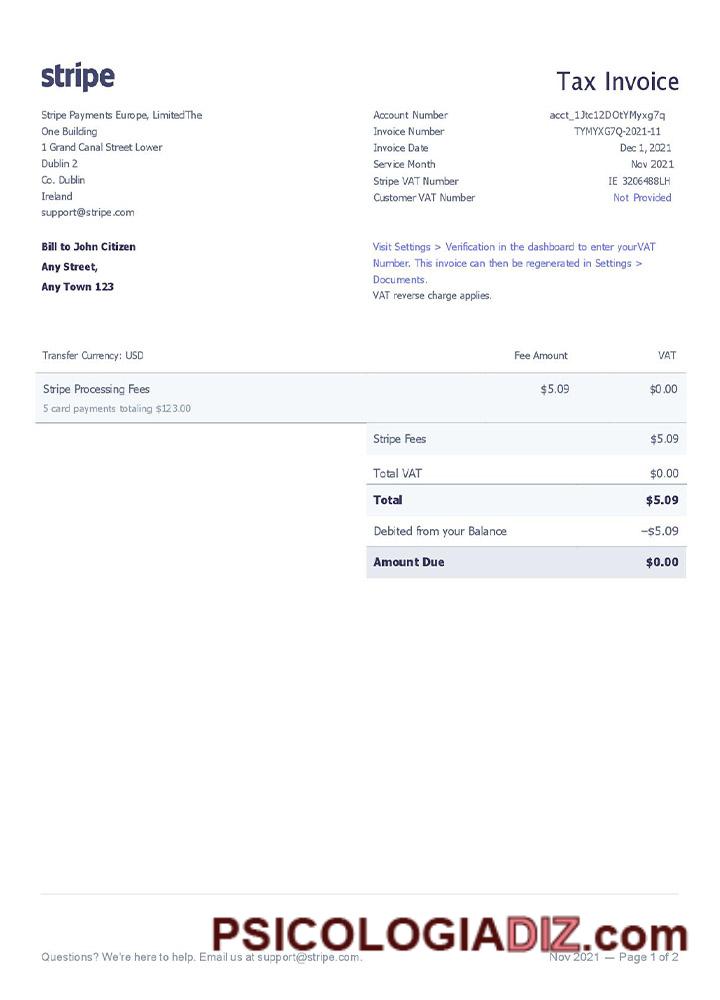 stripe
Tax Invoice
Stripe Payments Europe, LimitedThe
One Building
1 Grand Canal Street Lower
Dublin 2
Co. Dublin
Ireland
support@stripe.com
Account Number acct_1Jtc12DOtYMyxg7q
Invoice Number TYMYXG7Q-2021-11
Invoice Date Dec 1, 2021
Service Month Nov 2021
Stripe VAT Number IE 3206488LH
Customer VAT Number Not Provided
Bill to John Citizen
Any Street,
Any Town 123
Visit Settings > Verification in the dashboard to enter yourVAT
Number. This invoice can then be regenerated in Settings >
Documents.
VAT reverse charge applies.
Transfer Currency: USD Fee Amount VAT
Stripe Processing Fees $5.09 $0.00
5 card payments totaling $123.00
Stripe Fees $5.09
Total VAT $0.00
Total $5.09
Debited from your Balance −$5.09
Amount Due $0.00
PSICOLOGIADIZ.com
Questions? We're here to help. Email us at support@stripe.com. Nov 2021 — Page 1 of 2